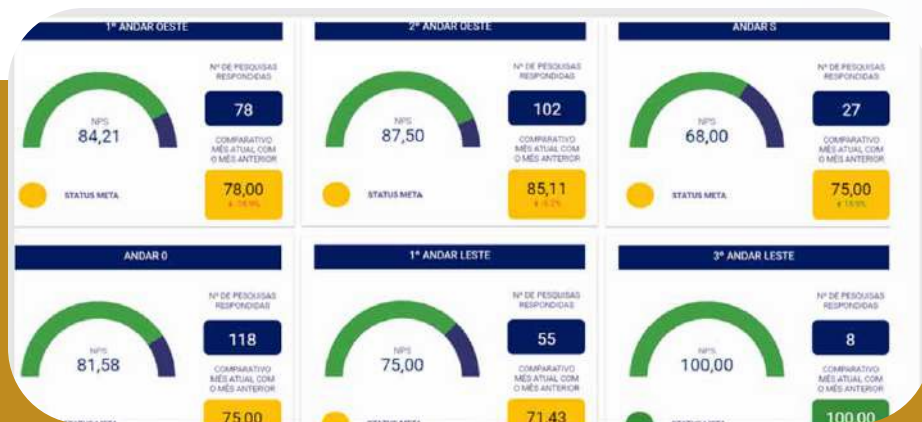 1º ANDAR OESTE
Nº DE PESQUISAS
RESPONDIDAS
78
NPS
84,21
COMPARATIVO
MÊS ATUAL COM
O MÊS ANTERIOR
STATUS META
78,00
2º ANDAR OESTE
Nº DE PESQUISAS
RESPONDIDAS
102
NPS
87,50
COMPARATIVO
MÊS ATUAL COM
O MÊS ANTERIOR
STATUS META
85,11
ANDAR S
Nº DE PESQUISAS
RESPONDIDAS
27
NPS
68,00
COMPARATIVO
MÊS ATUAL COM
O MÊS ANTERIOR
STATUS META
75,00
ANDAR 0
Nº DE PESQUISAS
RESPONDIDAS
118
NPS
81,58
COMPARATIVO
MÊS ATUAL COM
O MÊS ANTERIOR
75,00
1º ANDAR LESTE
Nº DE PESQUISAS
RESPONDIDAS
55
NPS
75,00
COMPARATIVO
MÊS ATUAL COM
O MÊS ANTERIOR
71,43
3º ANDAR LESTE
Nº DE PESQUISAS
RESPONDIDAS
8
NPS
100,00
COMPARATIVO
MÊS ATUAL COM
O MÊS ANTERIOR
100,00